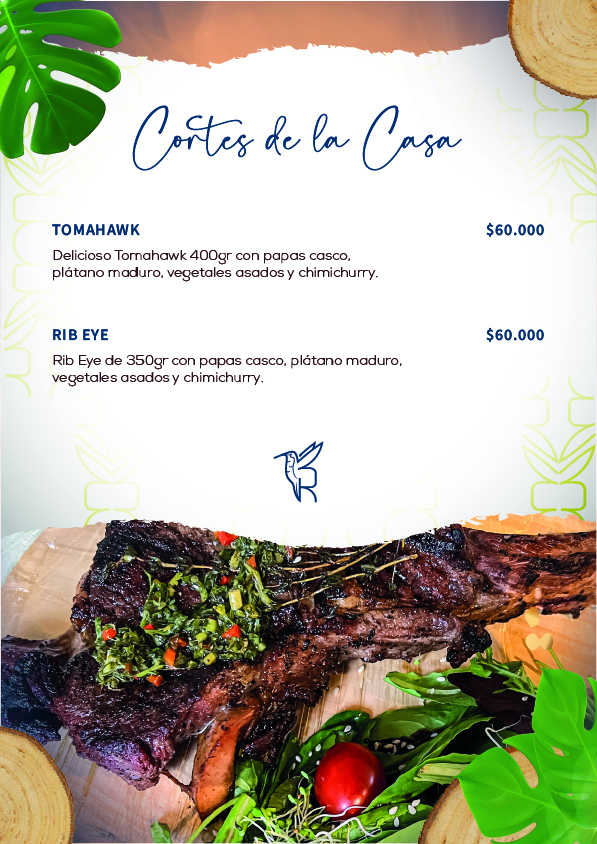 Cortes de la Casa
TOMAHAWK $60.000
Delicioso Tomahawk 400gr con papas casco,
plátano maduro, vegetales asados y chimichurry.
RIB EYE $60.000
Rib Eye de 350gr con papas casco, plátano maduro,
vegetales asados y chimichurry.